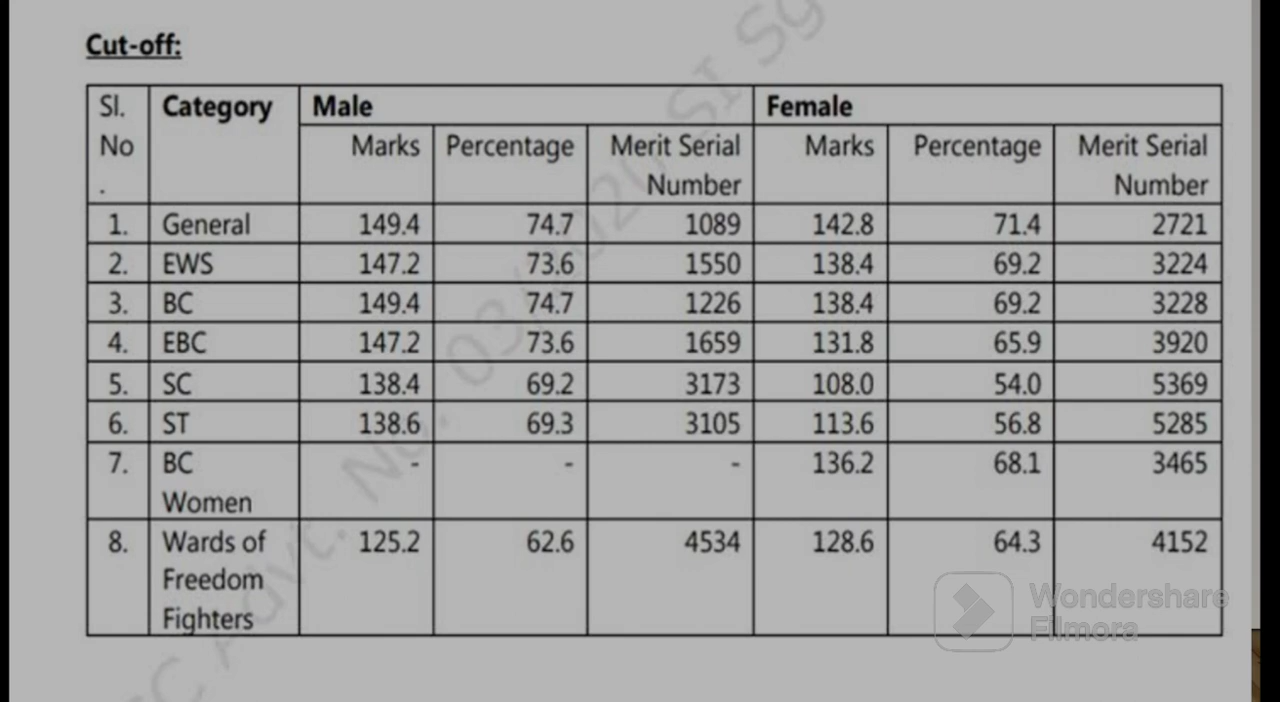 Cut-off:
Sl. No . Category Male Female
Marks Percentage Merit Serial Number Marks Percentage Merit Serial Number
1. General 149.4 74.7 1089 142.8 71.4 2721
2. EWS 147.2 73.6 1550 138.4 69.2 3224
3. BC 149.4 74.7 1226 138.4 69.2 3228
4. EBC 147.2 73.6 1659 131.8 65.9 3920
5. SC 138.4 69.2 3173 108.0 54.0 5369
6. ST 138.6 69.3 3105 113.6 56.8 5285
7. BC Women - - - 136.2 68.1 3465
8. Wards of Freedom Fighters 125.2 62.6 4534 128.6 64.3 4152
Advt. No. 03/2020 SI
Wondershare
Filmora